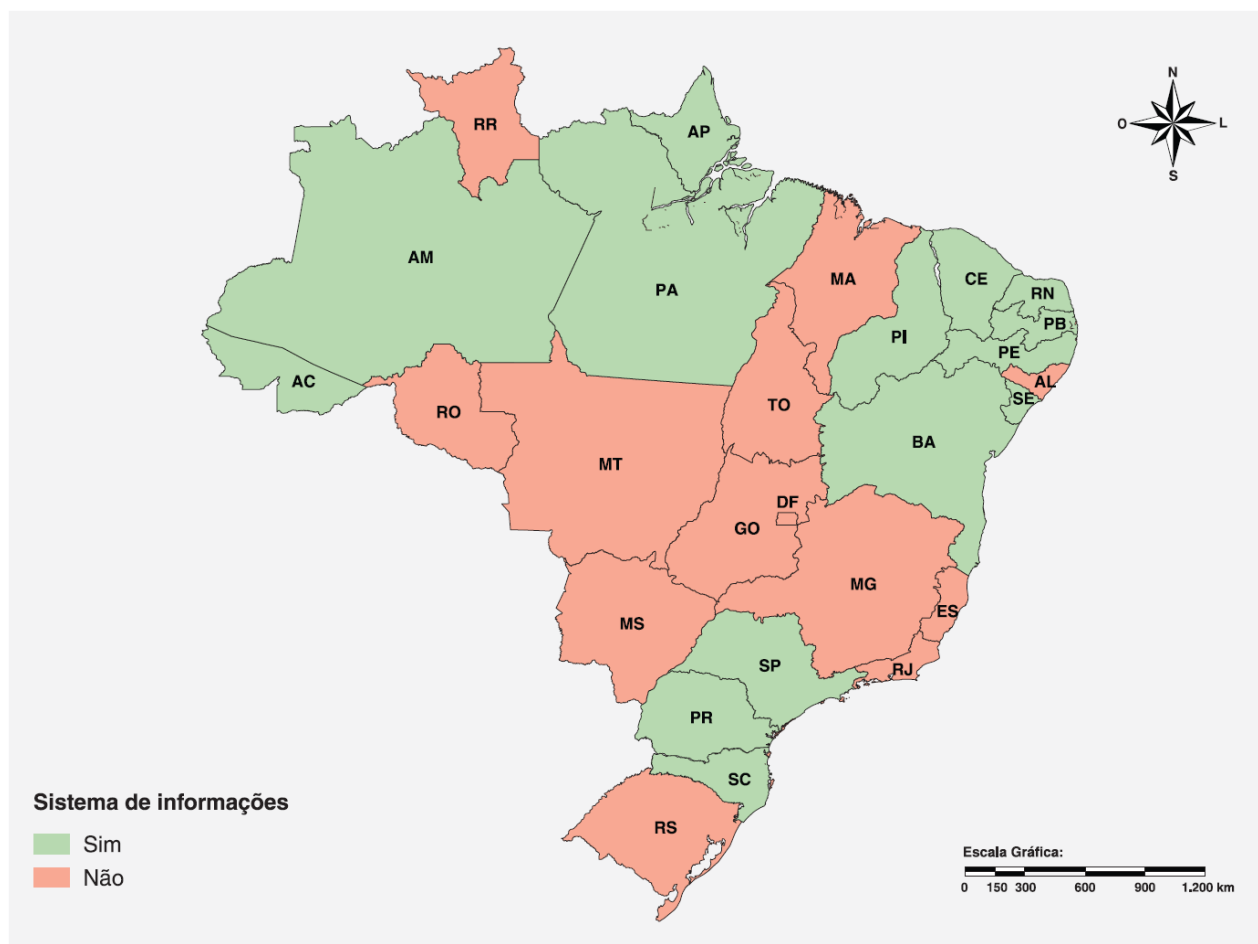 N
O L
S
RR
AP
AM
PA
MA
CE
RN
PB
PI
PE
AC
AL
SE
RO
TO
BA
MT
DF
GO
MG
ES
MS
SP
RJ
PR
SC
RS
Sistema de informações
Sim
Não
Escala Gráfica:
0 150 300 600 900 1.200 km